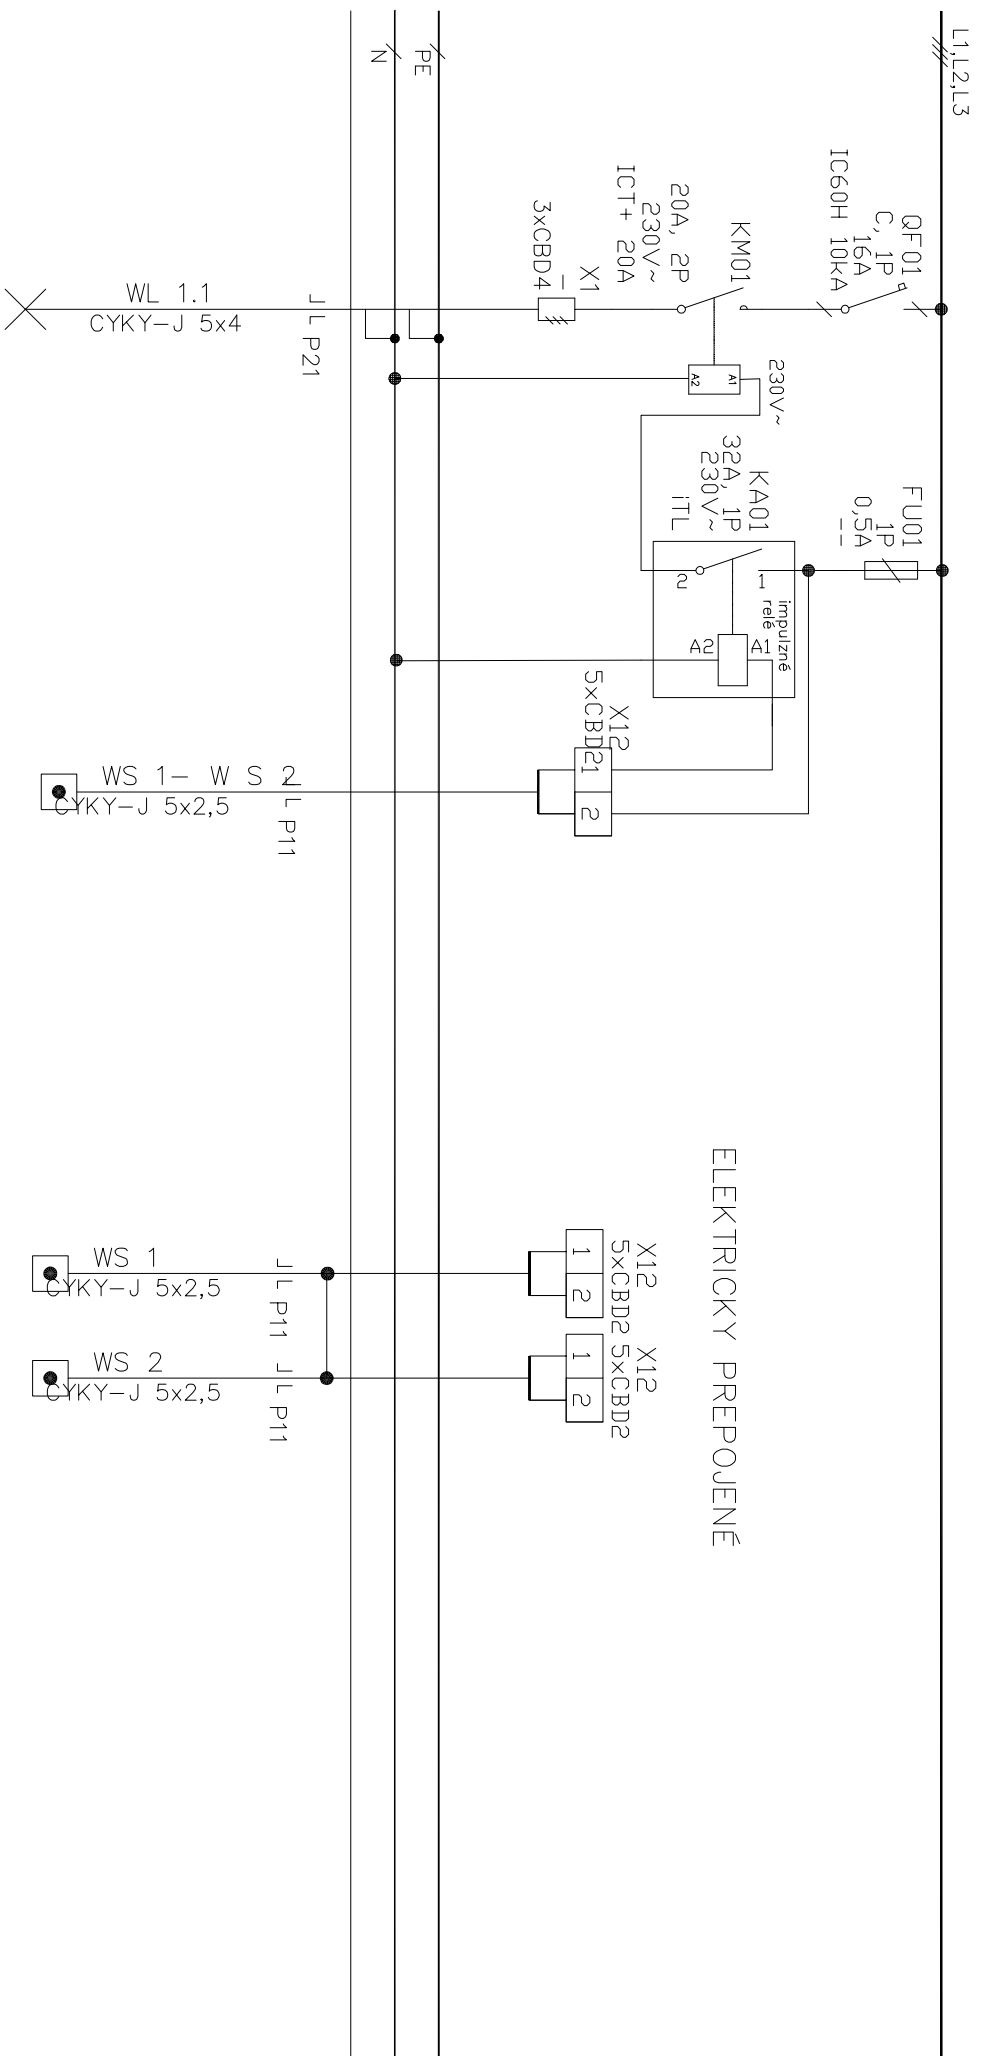 L1,L2,L3
PE
N
QF01
C, 1P
16A
IC60H 10kA
KM01
20A, 2P
230V~
ICT+ 20A
X1
–
3xCBD4
A1
A2
230V~
WL 1.1
CYKY-J 5x4
P21
FU01
1P
0,5A
--
KA01
32A, 1P
230V~
iTL
1
2
impulzné
relé
A1
A2
X12
5xCBD2
1
2
WS 1- W S 2
CYKY-J 5x2,5
P11
ELEKTRICKY PREPOJENÉ
X12
5xCBD2
1
2
WS 1
CYKY-J 5x2,5
P11
X12
5xCBD2
1
2
WS 2
CYKY-J 5x2,5
P11